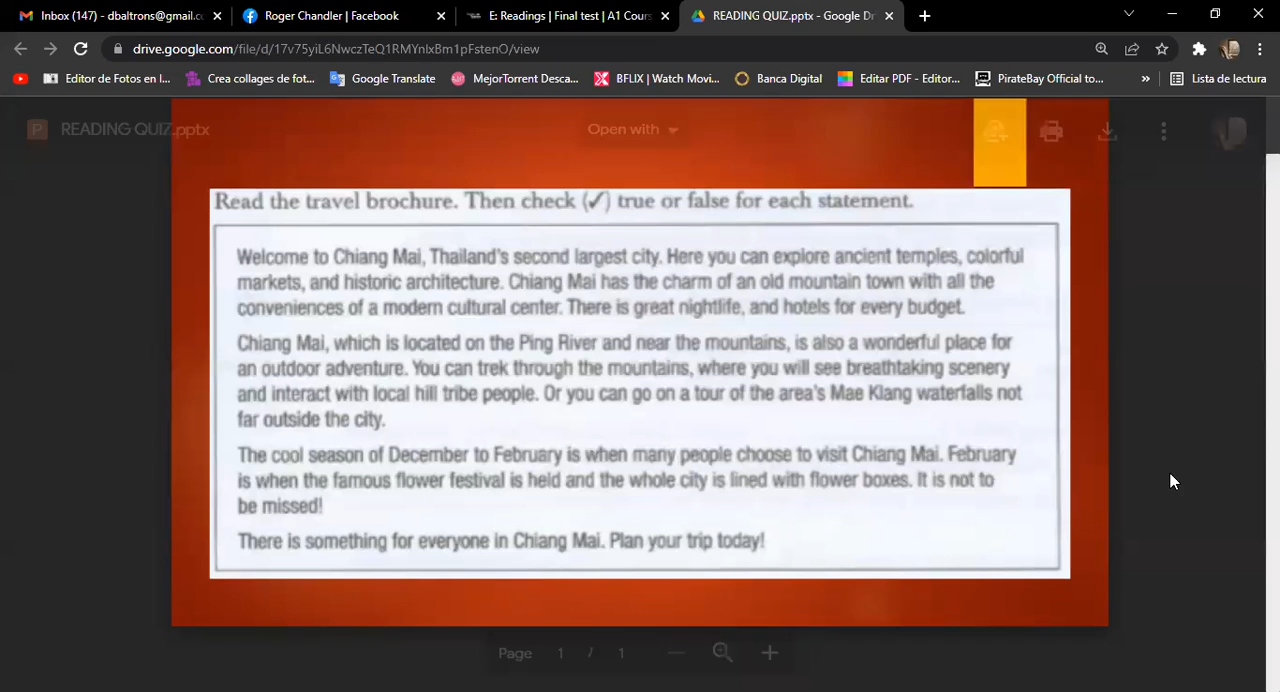 Inbox (147) - dbaltrons@gmail.cc
Roger Chandler | Facebook
E: Readings | Final test | A1 Cours
READING QUIZ.pptx - Google Dr
drive.google.com/file/d/17v75yiL6NwczTeQ1RMYnlxBm1pFstenO/view
Editor de Fotos en l... Crea collages de fot... Google Translate MejorTorrent Desca... BFLIX | Watch Movi... Banca Digital Editar PDF - Editor... PirateBay Official to... » Lista de lectura
P READING QUIZ.pptx Open with
Read the travel brochure. Then check (✓) true or false for each statement.
Welcome to Chiang Mai, Thailand's second largest city. Here you can explore ancient temples, colorful
markets, and historic architecture. Chiang Mai has the charm of an old mountain town with all the
conveniences of a modern cultural center. There is great nightlife, and hotels for every budget.
Chiang Mai, which is located on the Ping River and near the mountains, is also a wonderful place for
an outdoor adventure. You can trek through the mountains, where you will see breathtaking scenery
and interact with local hill tribe people. Or you can go on a tour of the area's Mae Klang waterfalls not
far outside the city.
The cool season of December to February is when many people choose to visit Chiang Mai. February
is when the famous flower festival is held and the whole city is lined with flower boxes. It is not to
be missed!
There is something for everyone in Chiang Mai. Plan your trip today!
Page 1 / 1